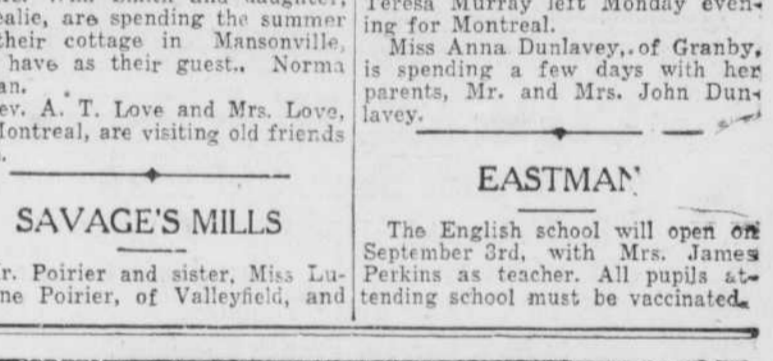 ealie, are spending the summer
their cottage in Mansonville,
have as their guest.. Norma
an.
ev. A. T. Love and Mrs. Love,
Montreal, are visiting old friends
SAVAGE'S MILLS
r. Poirier and sister, Miss Lu-
ne Poirier, of Valleyfield, and
Teresa Murray left Monday even-
ing for Montreal.
Miss Anna Dunlavey,. of Granby,
is spending a few days with her
parents, Mr. and Mrs. John Dun-
lavey.
EASTMAN
The English school will open on
September 3rd, with Mrs. James
Perkins as teacher. All pupils at-
tending school must be vaccinated.